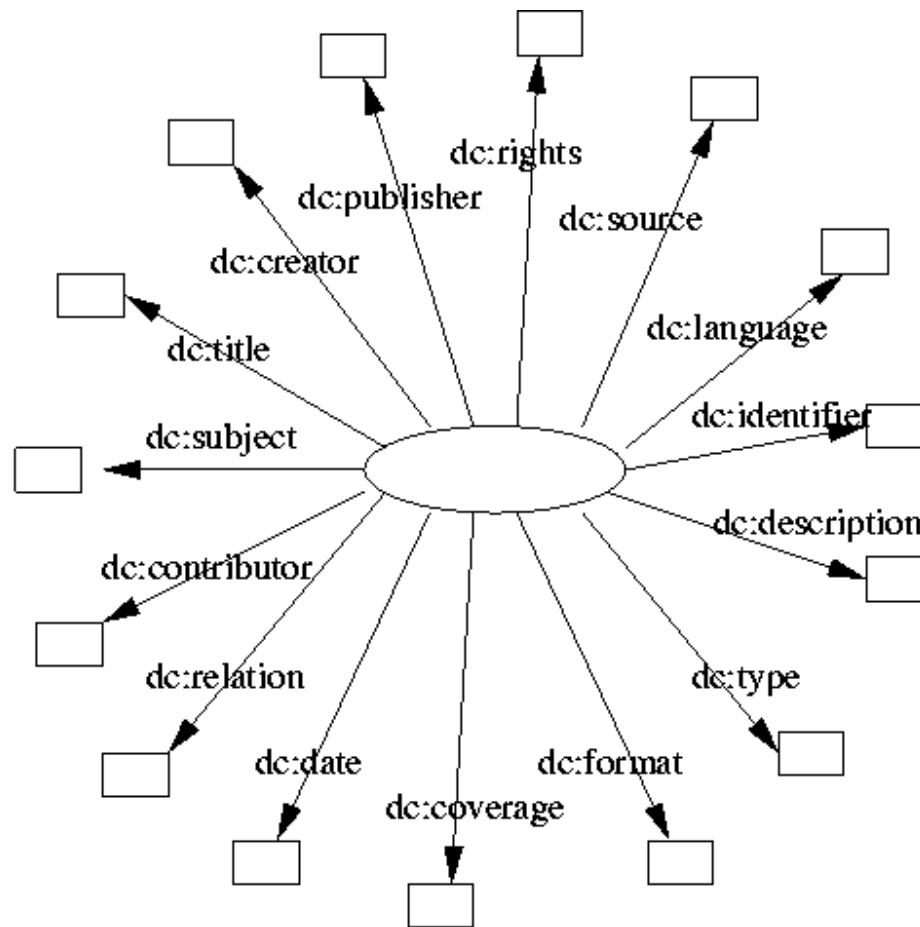 dc:rights
dc:publisher
dc:source
dc:creator
dc:language
dc:title
dc:identifier
dc:subject
dc:description
dc:contributor
dc:relation
dc:type
dc:date
dc:format
dc:coverage